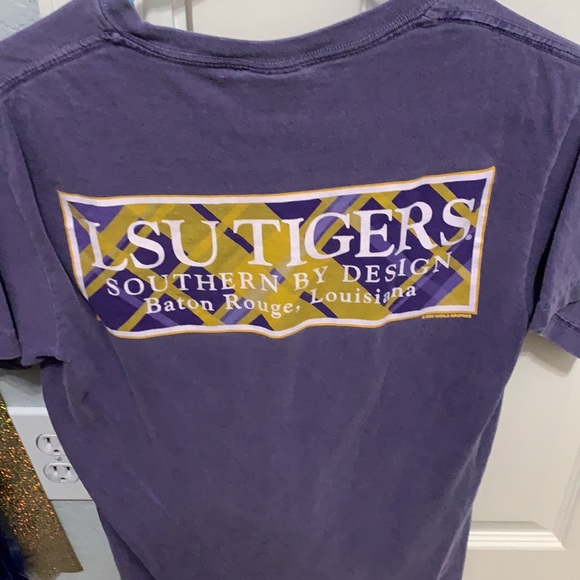 LSU TIGERS®
SOUTHERN BY DESIGN
Baton Rouge, Louisiana